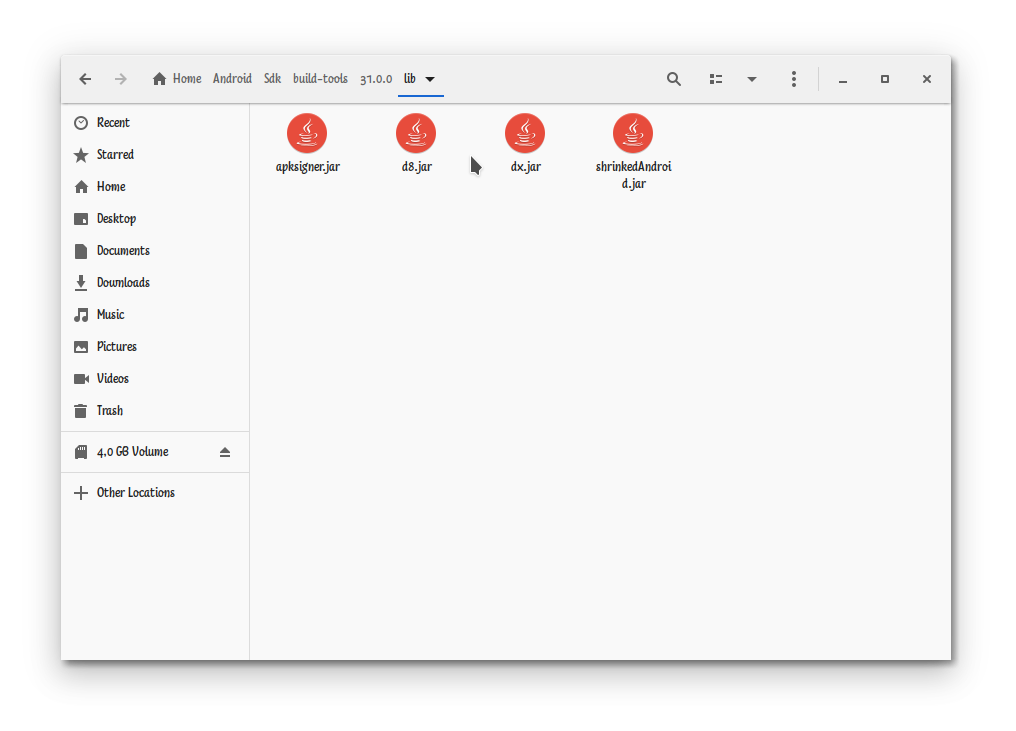 Home Android Sdk build-tools 31.0.0 lib
Recent
Starred
Home
Desktop
Documents
Downloads
Music
Pictures
Videos
Trash
4,0 GB Volume
Other Locations
apksigner.jar
d8.jar
dx.jar
shrinkedAndroi
d.jar